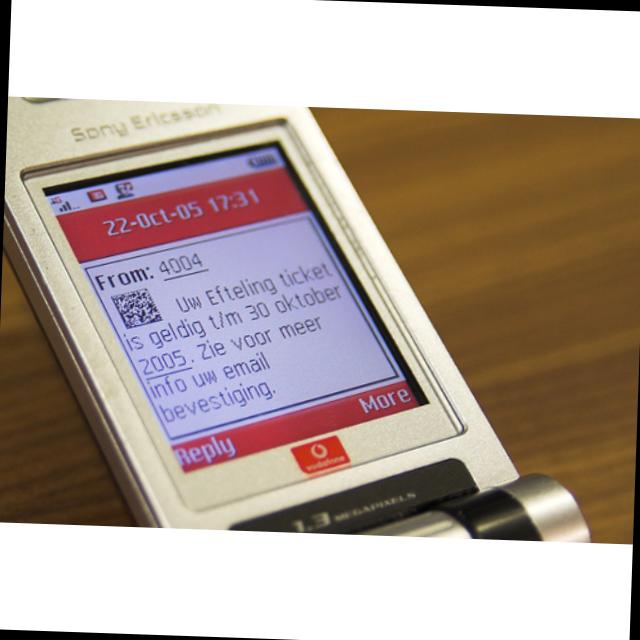 Sony Ericsson
22-Oct-05 17:31
From: 4004
Uw Efteling ticket
is geldig t/m 30 oktober
2005. Zie voor meer
info uw email
bevestiging.
Reply
More
vodafone
1.3 MEGAPIXELS